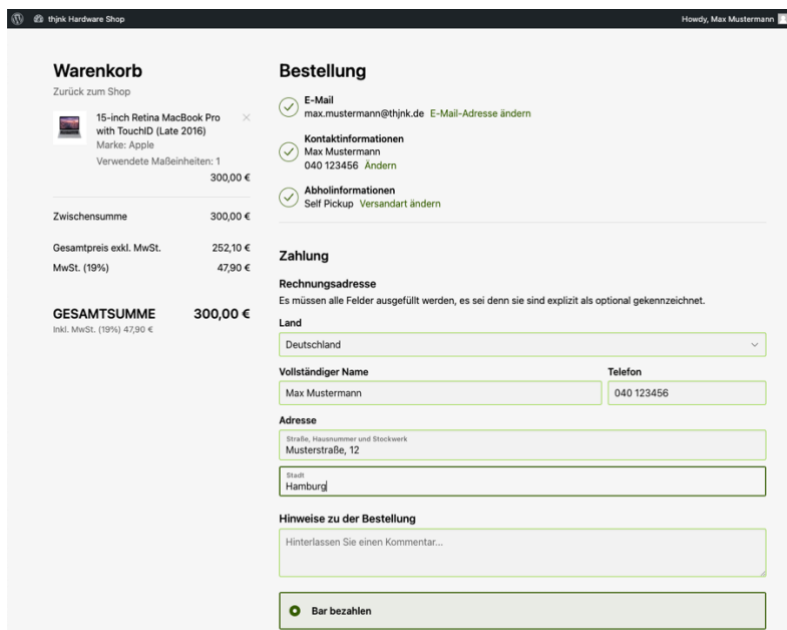 thjnk Hardware Shop
Howdy, Max Mustermann
Warenkorb
Zurück zum Shop
15-inch Retina MacBook Pro
with TouchID (Late 2016)
Marke: Apple
Verwendete Maßeinheiten: 1
300,00 €
Zwischensumme 300,00 €
Gesamtpreis exkl. MwSt. 252,10 €
MwSt. (19%) 47,90 €
GESAMTSUMME 300,00 €
Inkl. MwSt. (19%) 47,90 €
Bestellung
E-Mail
max.mustermann@thjnk.de E-Mail-Adresse ändern
Kontaktinformationen
Max Mustermann
040 123456 Ändern
Abholinformationen
Self Pickup Versandart ändern
Zahlung
Rechnungsadresse
Es müssen alle Felder ausgefüllt werden, es sei denn sie sind explizit als optional gekennzeichnet.
Land
Deutschland
Vollständiger Name Telefon
Max Mustermann 040 123456
Adresse
Straße, Hausnummer und Stockwerk
Musterstraße, 12
Stadt
Hamburg
Hinweise zu der Bestellung
Hinterlassen Sie einen Kommentar...
Bar bezahlen